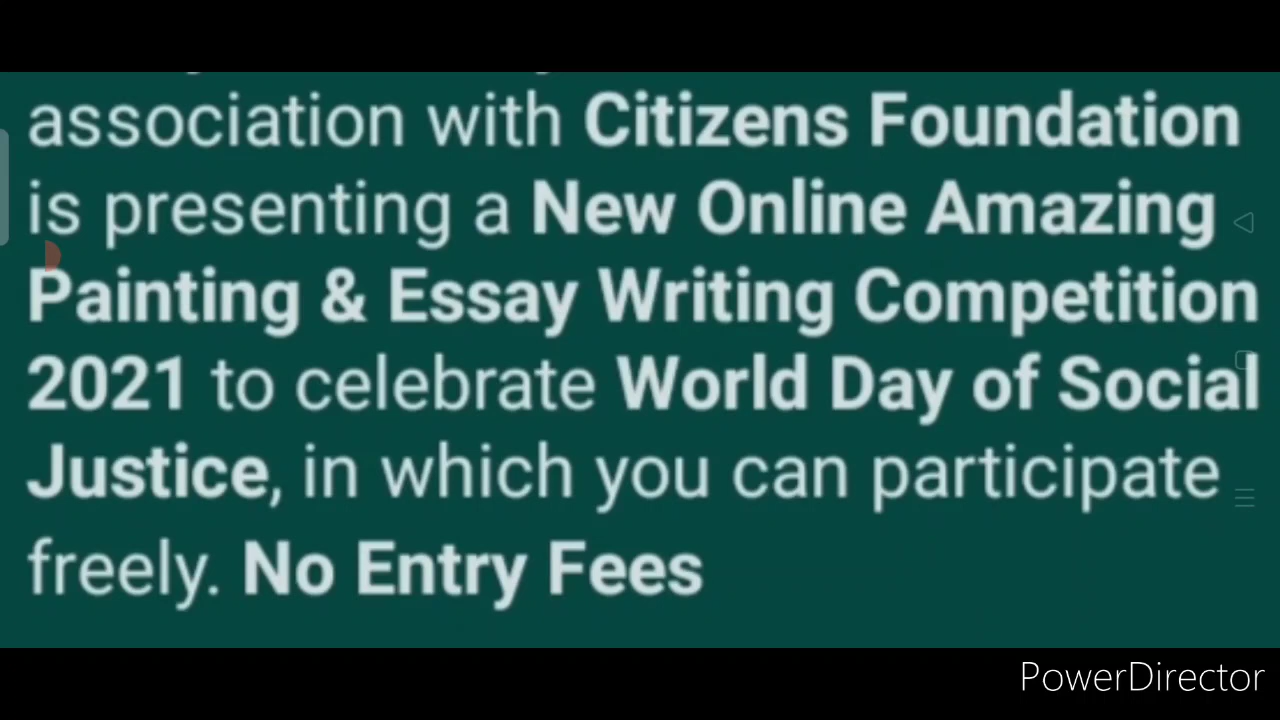 association with Citizens Foundation
is presenting a New Online Amazing
Painting & Essay Writing Competition
2021 to celebrate World Day of Social
Justice, in which you can participate
freely. No Entry Fees
PowerDirector